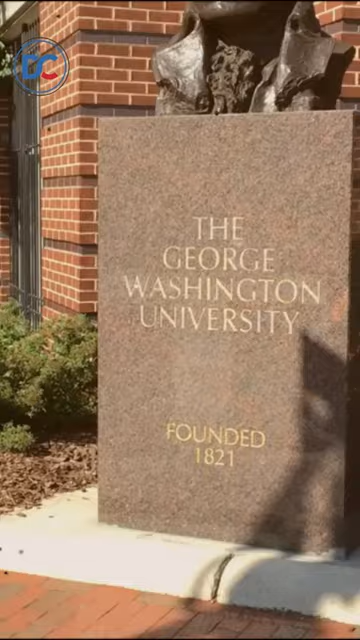 DC
THE
GEORGE
WASHINGTON
UNIVERSITY
FOUNDED
1821